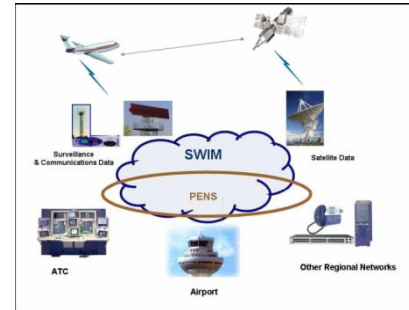 SWIM
Surveillance
& Communications Data
Satellite Data
PENS
ATC
Airport
Other Regional Networks